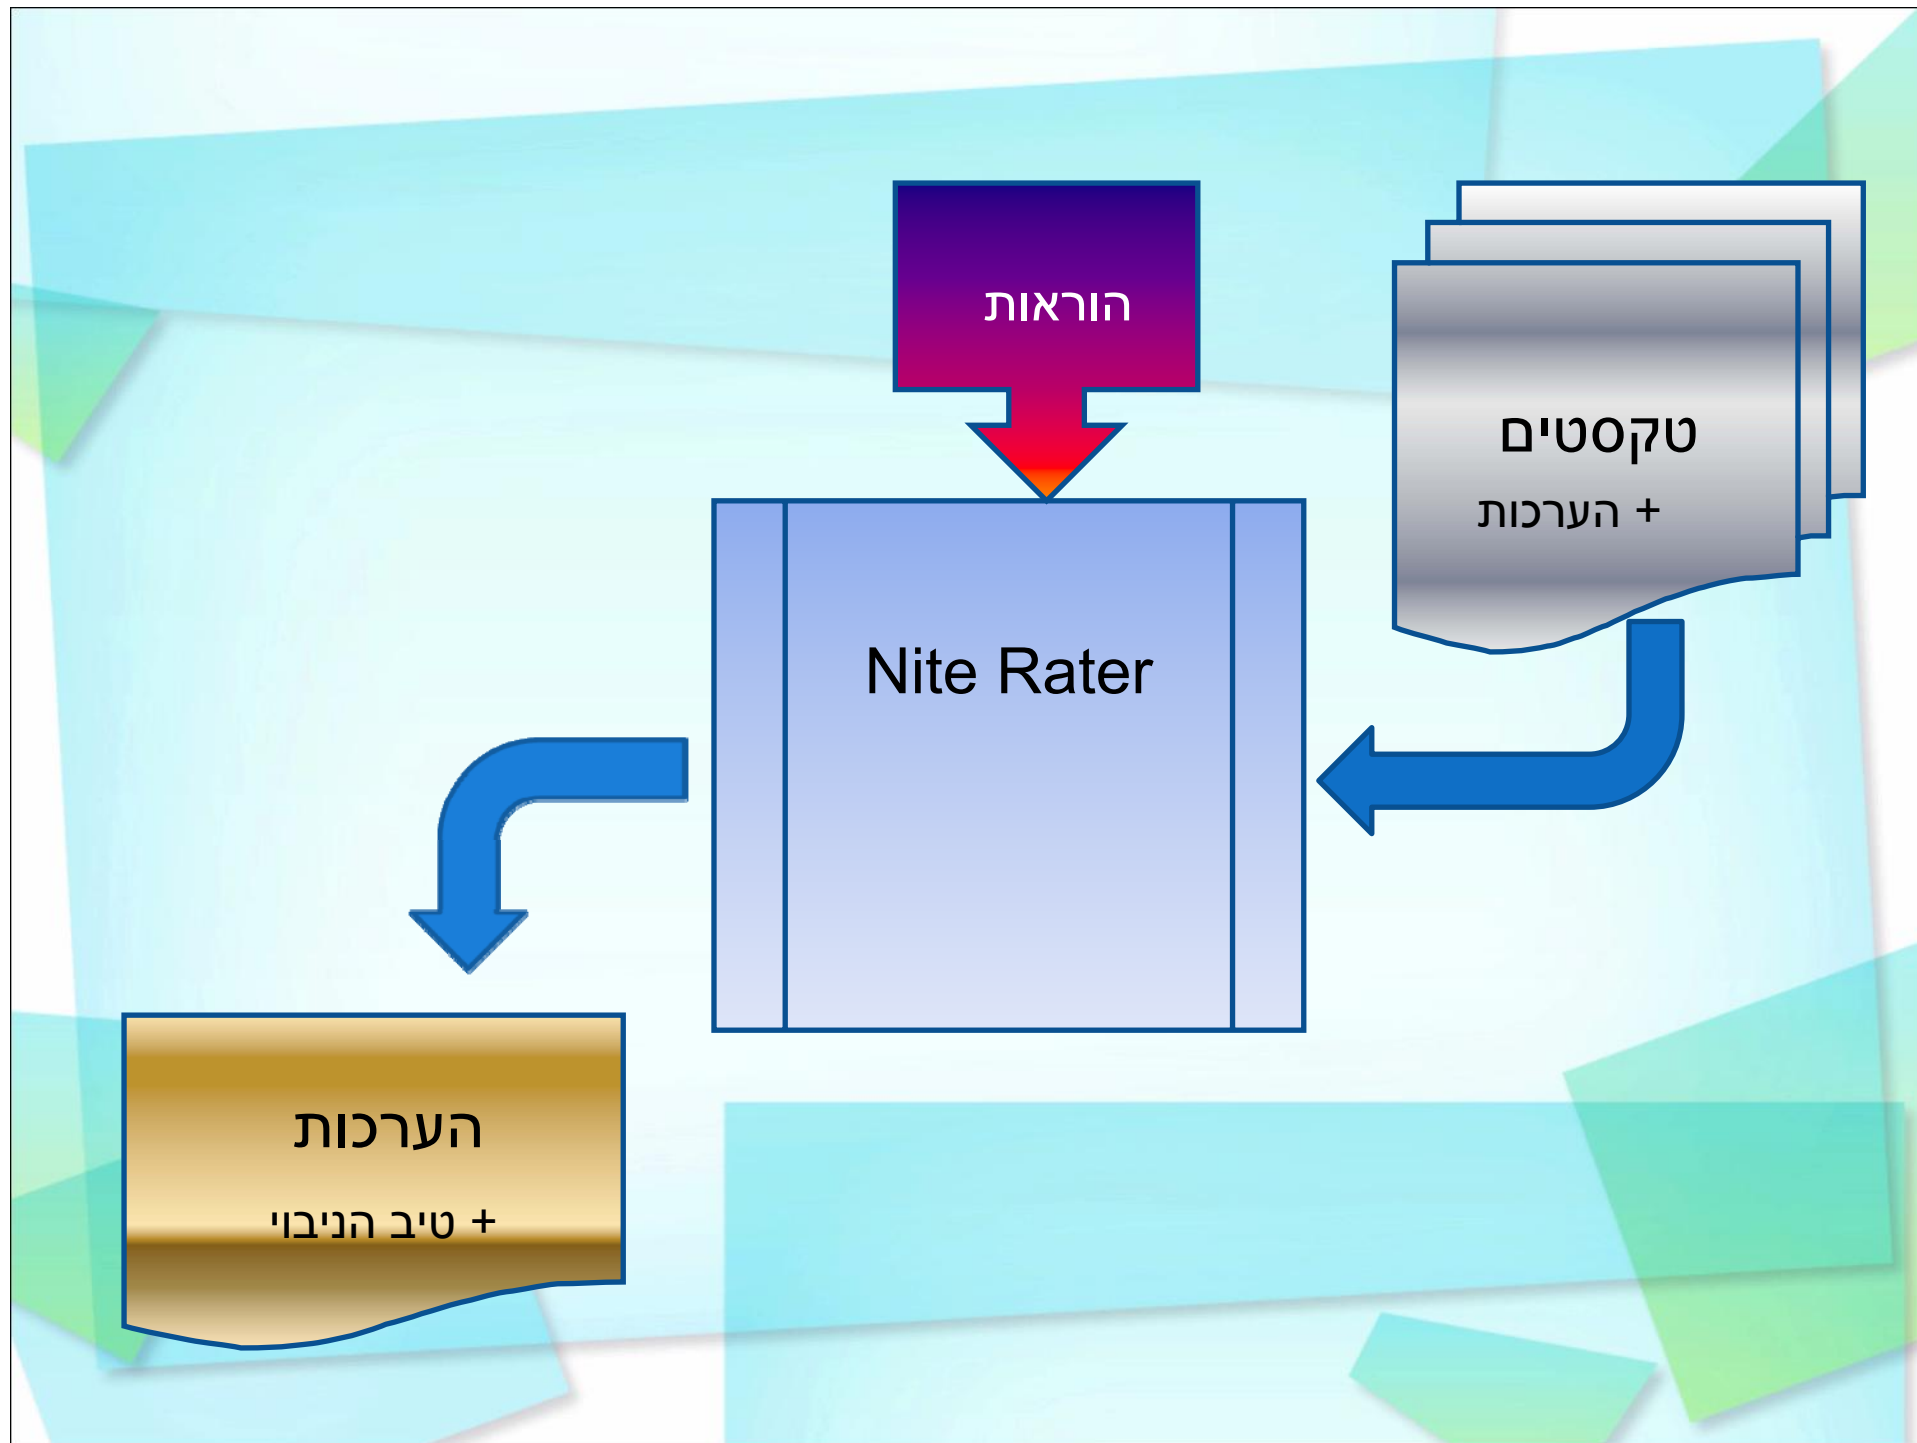 הוראות
טקסטים
+ הערכות
Nite Rater
הערכות
+ טיב הניבוי